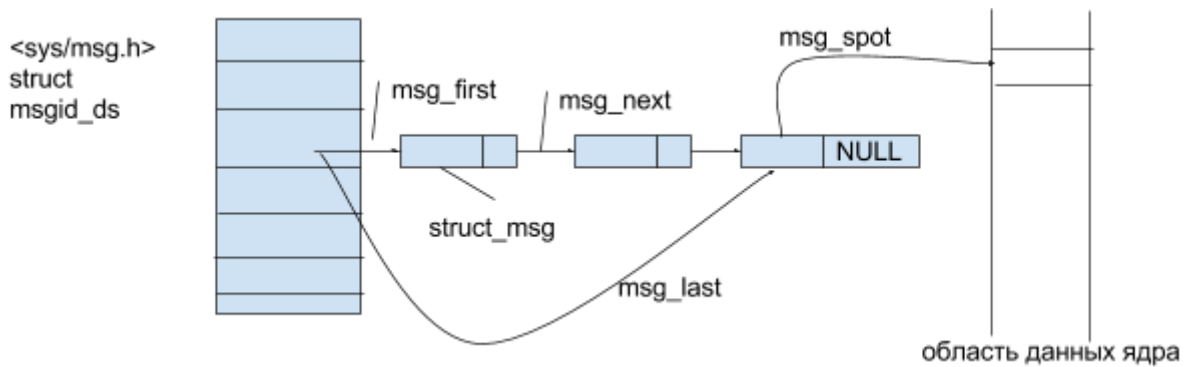 <sys/msg.h>
struct
msgid_ds
msg_first
msg_next
msg_spot
NULL
struct_msg
msg_last
область данных ядра